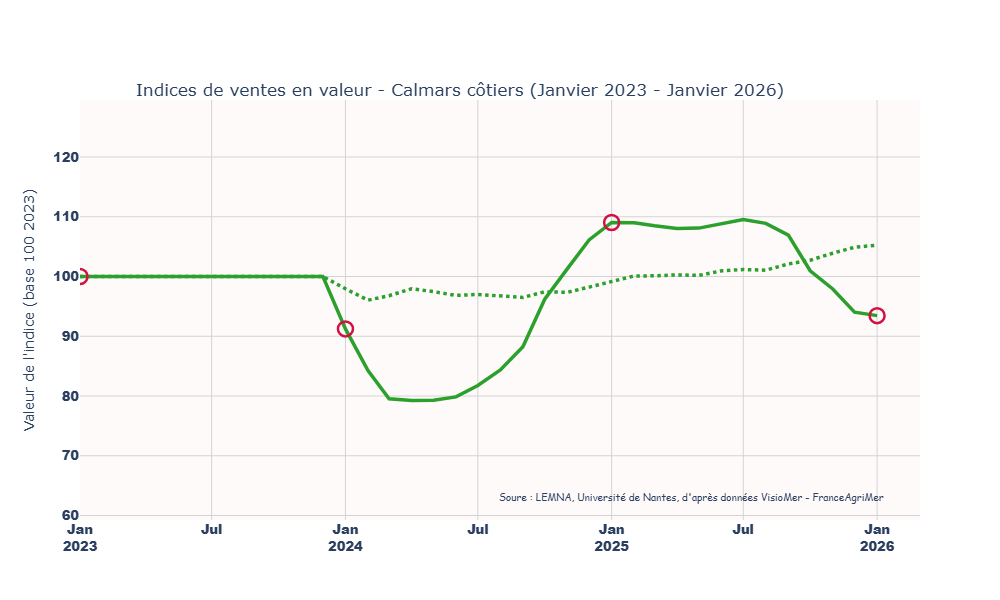 Indices de ventes en valeur - Calmars côtiers (Janvier 2023 - Janvier 2026)
Valeur de l'indice (base 100 2023)
120
110
100
90
80
70
60
Soure : LEMNA, Université de Nantes, d'après données VisioMer - FranceAgriMer
Jan Jul Jan Jul Jan Jul Jan
2023 2024 2025 2026